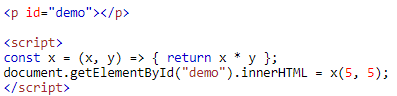 <p id="demo"></p>
<script>
const x = (x, y) => { return x * y };
document.getElementById("demo").innerHTML = x(5, 5);
</script>